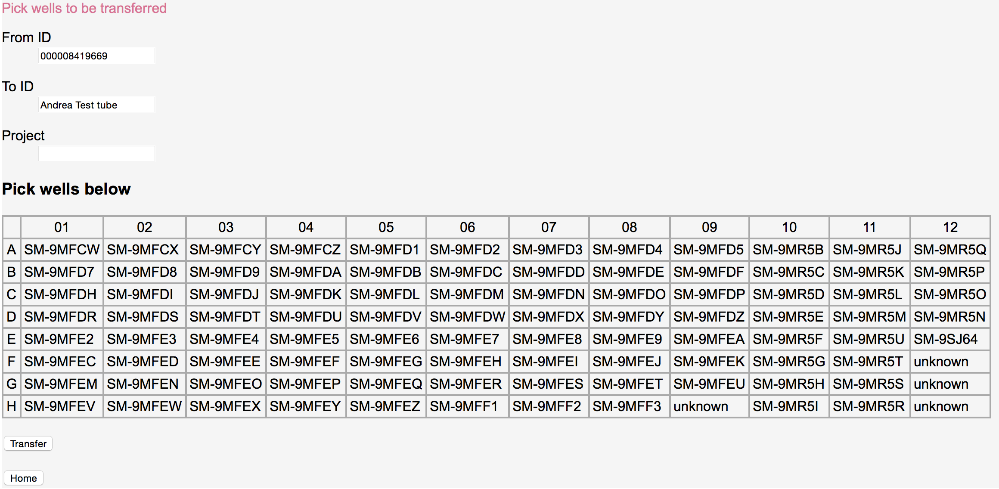 Pick wells to be transferred
From ID
000008419669
To ID
Andrea Test tube
Project
Pick wells below
01 02 03 04 05 06 07 08 09 10 11 12
A SM-9MFCW SM-9MFCX SM-9MFCY SM-9MFCZ SM-9MFD1 SM-9MFD2 SM-9MFD3 SM-9MFD4 SM-9MFD5 SM-9MR5B SM-9MR5J SM-9MR5Q
B SM-9MFD7 SM-9MFD8 SM-9MFD9 SM-9MFDA SM-9MFDB SM-9MFDC SM-9MFDD SM-9MFDE SM-9MFDF SM-9MR5C SM-9MR5K SM-9MR5P
C SM-9MFDH SM-9MFDI SM-9MFDJ SM-9MFDK SM-9MFDL SM-9MFDM SM-9MFDN SM-9MFDO SM-9MFDP SM-9MR5D SM-9MR5L SM-9MR5O
D SM-9MFDR SM-9MFDS SM-9MFDT SM-9MFDU SM-9MFDV SM-9MFDW SM-9MFDX SM-9MFDY SM-9MFDZ SM-9MR5E SM-9MR5M SM-9MR5N
E SM-9MFE2 SM-9MFE3 SM-9MFE4 SM-9MFE5 SM-9MFE6 SM-9MFE7 SM-9MFE8 SM-9MFE9 SM-9MFEA SM-9MR5F SM-9MR5U SM-9SJ64
F SM-9MFEC SM-9MFED SM-9MFEE SM-9MFEF SM-9MFEG SM-9MFEH SM-9MFEI SM-9MFEJ SM-9MFEK SM-9MR5G SM-9MR5T unknown
G SM-9MFEM SM-9MFEN SM-9MFEO SM-9MFEP SM-9MFEQ SM-9MFER SM-9MFES SM-9MFET SM-9MFEU SM-9MR5H SM-9MR5S unknown
H SM-9MFEV SM-9MFEW SM-9MFEX SM-9MFEY SM-9MFEZ SM-9MFF1 SM-9MFF2 SM-9MFF3 unknown SM-9MR5I SM-9MR5R unknown
Transfer
Home